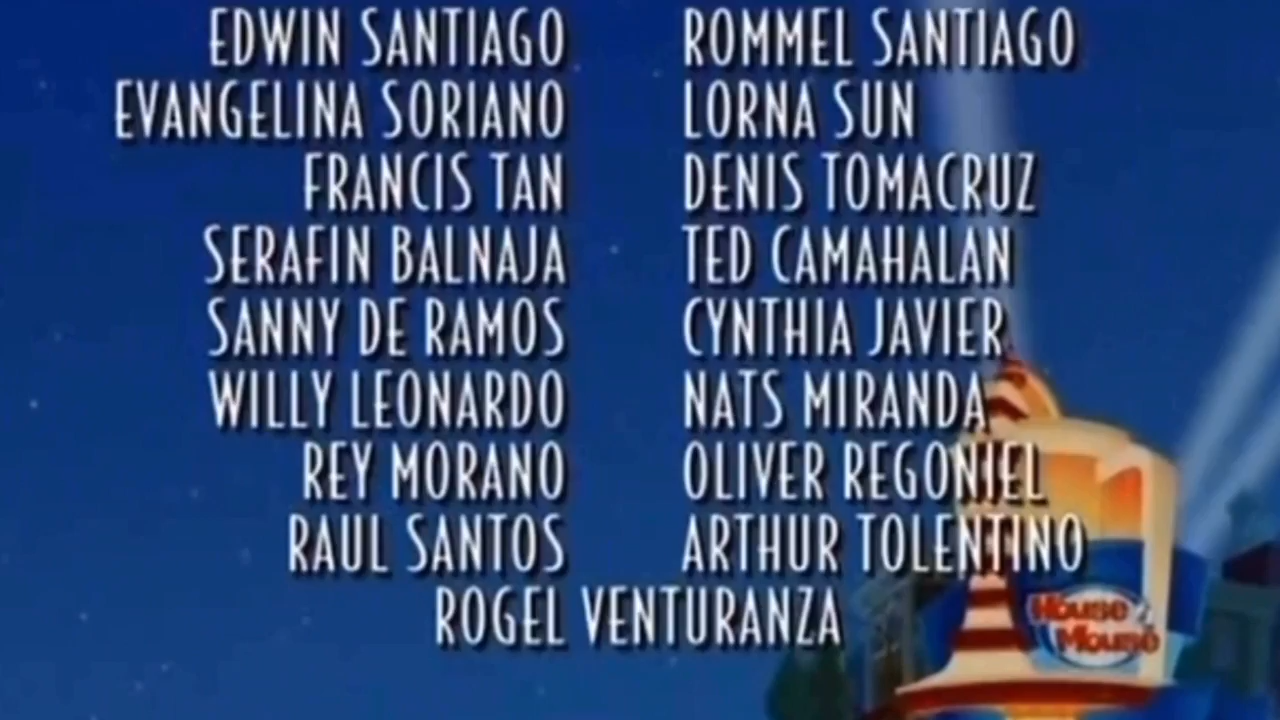 EDWIN SANTIAGO ROMMEL SANTIAGO
EVANGELINA SORIANO LORNA SUN
FRANCIS TAN DENIS TOMACRUZ
SERAFIN BALNAJA TED CAMAHALAN
SANNY DE RAMOS CYNTHIA JAVIER
WILLY LEONARDO NATS MIRANDA
REY MORANO OLIVER REGONIEL
RAUL SANTOS ARTHUR TOLENTINO
ROGEL VENTURANZA
House
Mouse